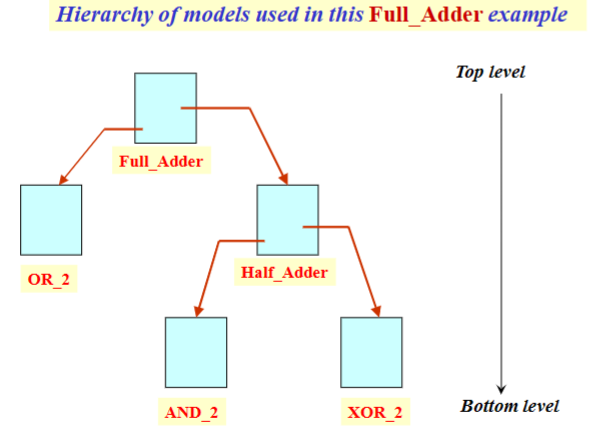 Hierarchy of models used in this Full_Adder example
Top level
Full_Adder
Half_Adder
OR_2
Bottom level
AND_2
XOR_2